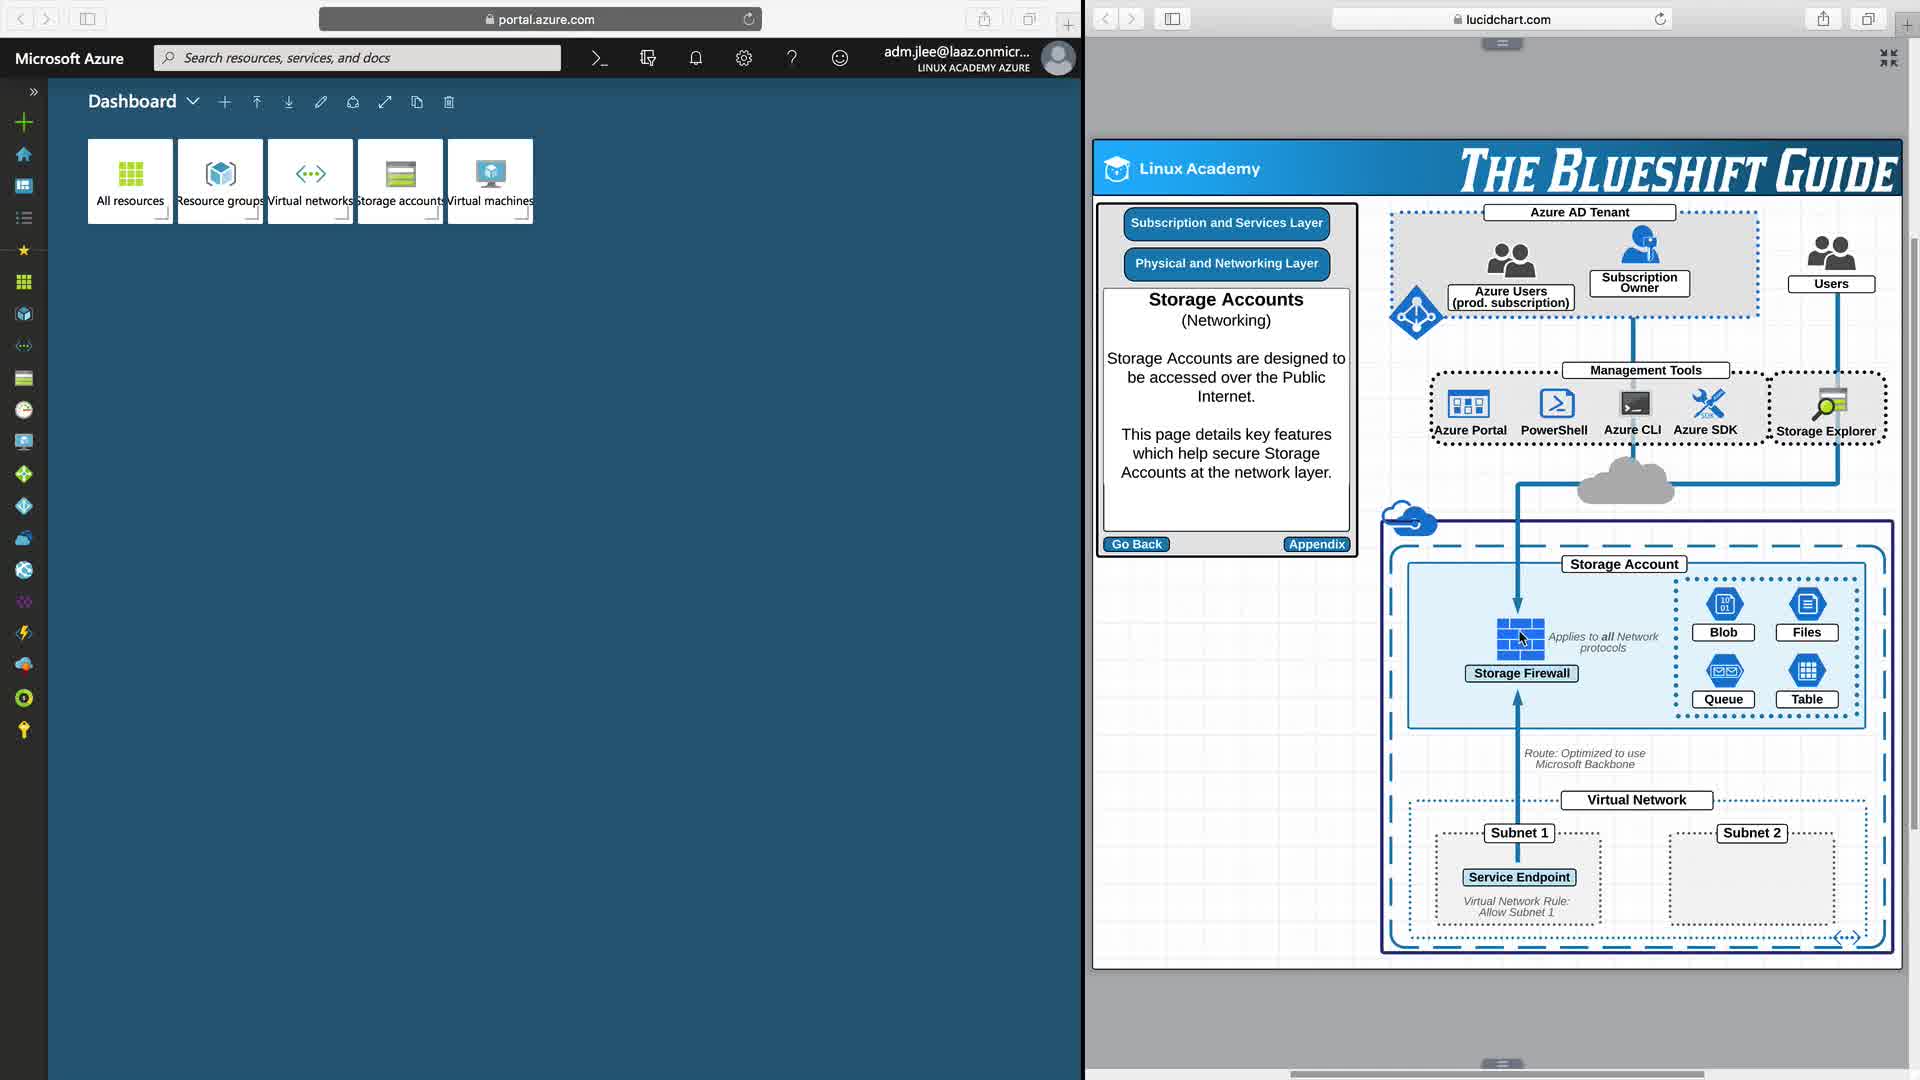 portal.azure.com
Microsoft Azure
Search resources, services, and docs
adm.jlee@laaz.onmicr...
LINUX ACADEMY AZURE
Dashboard
All resources
Resource groups
Virtual networks
Storage accounts
Virtual machines
lucidchart.com
Linux Academy
THE BLUESHIFT GUIDE
Subscription and Services Layer
Physical and Networking Layer
Storage Accounts
(Networking)
Storage Accounts are designed to
be accessed over the Public
Internet.
This page details key features
which help secure Storage
Accounts at the network layer.
Go Back
Appendix
Azure AD Tenant
Azure Users
(prod. subscription)
Subscription
Owner
Users
Management Tools
Azure Portal
PowerShell
Azure CLI
SDK
Azure SDK
Storage Explorer
Storage Account
Storage Firewall
Applies to all Network
protocols
10
01
Blob
Files
Queue
Table
Route: Optimized to use
Microsoft Backbone
Virtual Network
Subnet 1
Service Endpoint
Virtual Network Rule:
Allow Subnet 1
Subnet 2